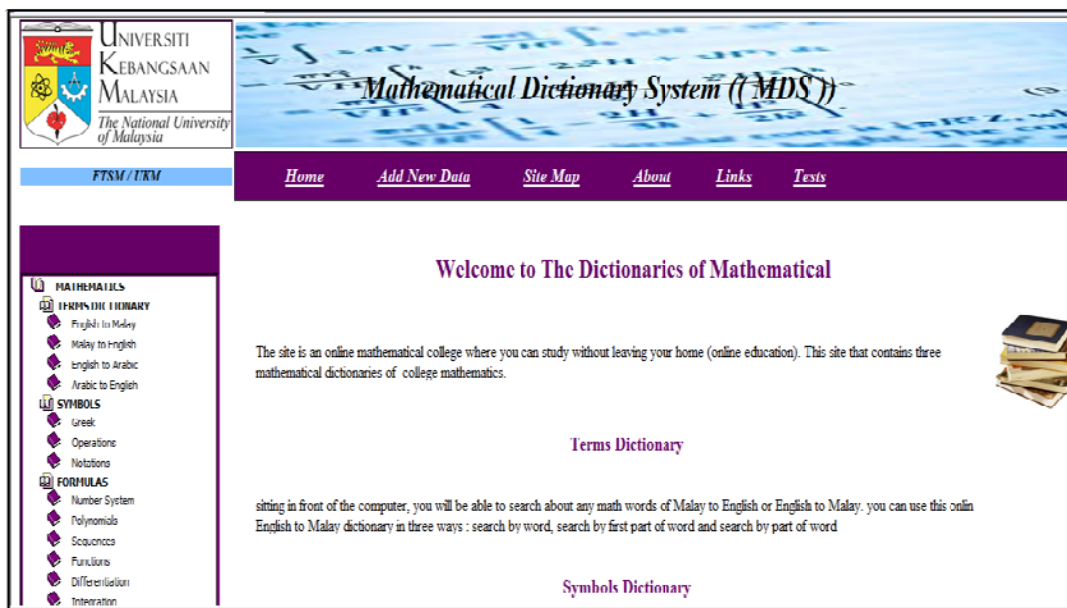 UNIVERSITI
KEBANGSAAN
MALAYSIA
The National University
of Malaysia
Mathematical Dictionary System (( MDS ))
FTSM / UKM
Home Add New Data Site Map About Links Tests
MATHEMATICS
TERMS DICTIONARY
English to Malay
Malay to English
English to Arabic
Arabic to English
SYMBOLS
Greek
Operations
Notations
FORMULAS
Number System
Polynomials
Sequences
Functions
Differentiation
Integration
Welcome to The Dictionaries of Mathematical
The site is an online mathematical college where you can study without leaving your home (online education). This site that contains three
mathematical dictionaries of college mathematics.
Terms Dictionary
sitting in front of the computer, you will be able to search about any math words of Malay to English or English to Malay. you can use this onlin
English to Malay dictionary in three ways : search by word, search by first part of word and search by part of word
Symbols Dictionary